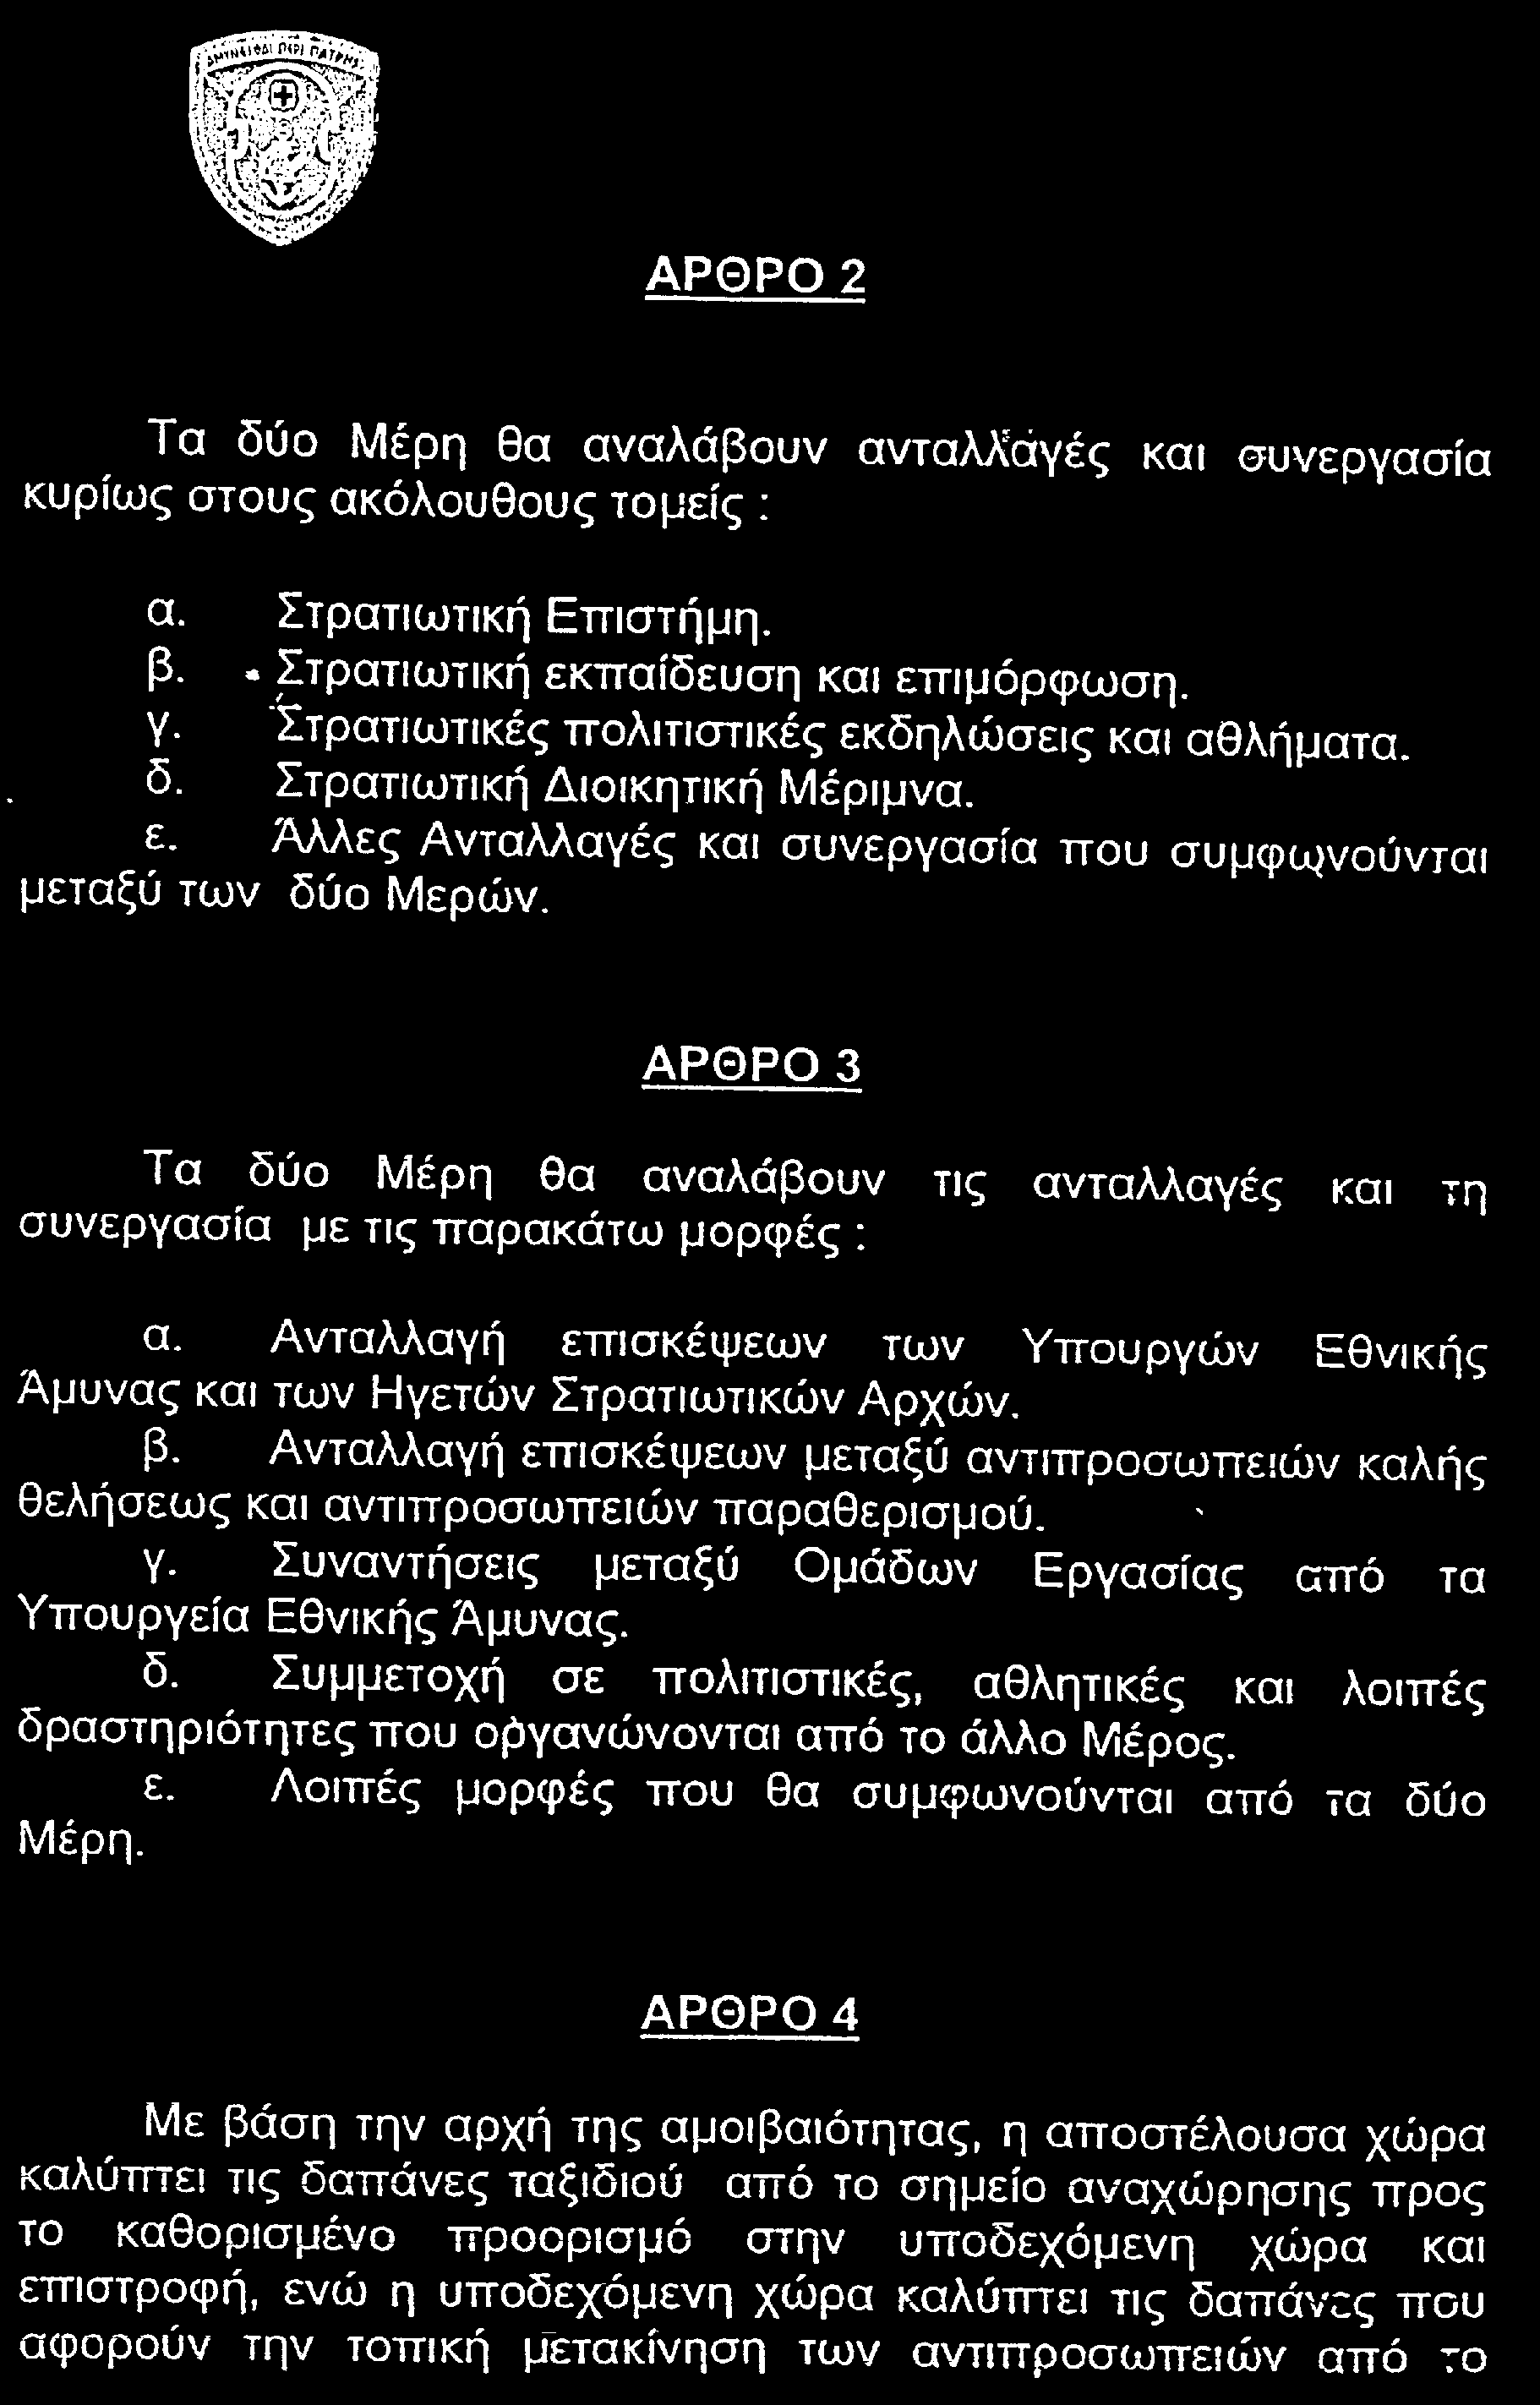 ΑΜΥΝΕΣΘΑΙ ΠΕΡΙ ΠΑΤΡΗΣ
ΑΡΘΡΟ 2
Τα δύο Μέρη θα αναλάβουν ανταλλαγές και συνεργασία
κυρίως στους ακόλουθους τομείς :
α. Στρατιωτική Επιστήμη.
β. Στρατιωτική εκπαίδευση και επιμόρφωση.
γ. Στρατιωτικές πολιτιστικές εκδηλώσεις και αθλήματα.
δ. Στρατιωτική Διοικητική Μέριμνα.
ε. Άλλες Ανταλλαγές και συνεργασία που συμφωνούνται
μεταξύ των δύο Μερών.
ΑΡΘΡΟ 3
Τα δύο Μέρη θα αναλάβουν τις ανταλλαγές και τη
συνεργασία με τις παρακάτω μορφές :
α. Ανταλλαγή επισκέψεων των Υπουργών Εθνικής
Άμυνας και των Ηγετών Στρατιωτικών Αρχών.
β. Ανταλλαγή επισκέψεων μεταξύ αντιπροσωπειών καλής
θελήσεως και αντιπροσωπειών παραθερισμού.
γ. Συναντήσεις μεταξύ Ομάδων Εργασίας από τα
Υπουργεία Εθνικής Άμυνας.
δ. Συμμετοχή σε πολιτιστικές, αθλητικές και λοιπές
δραστηριότητες που οργανώνονται από το άλλο Μέρος.
ε. Λοιπές μορφές που θα συμφωνούνται από τα δύο
Μέρη.
ΑΡΘΡΟ 4
Με βάση την αρχή της αμοιβαιότητας, η αποστέλουσα χώρα
καλύπτει τις δαπάνες ταξιδιού από το σημείο αναχώρησης προς
το καθορισμένο προορισμό στην υποδεχόμενη χώρα και
επιστροφή, ενώ η υποδεχόμενη χώρα καλύπτει τις δαπάνες που
αφορούν την τοπική μετακίνηση των αντιπροσωπειών από το